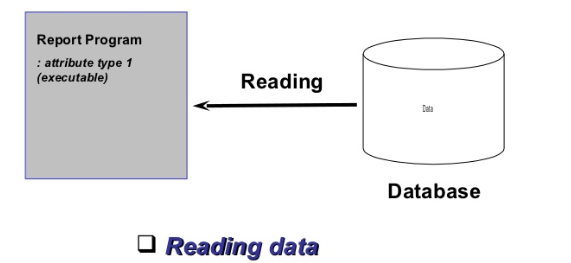 Report Program
: attribute type 1
(executable)
Reading
Data
Database
Reading data